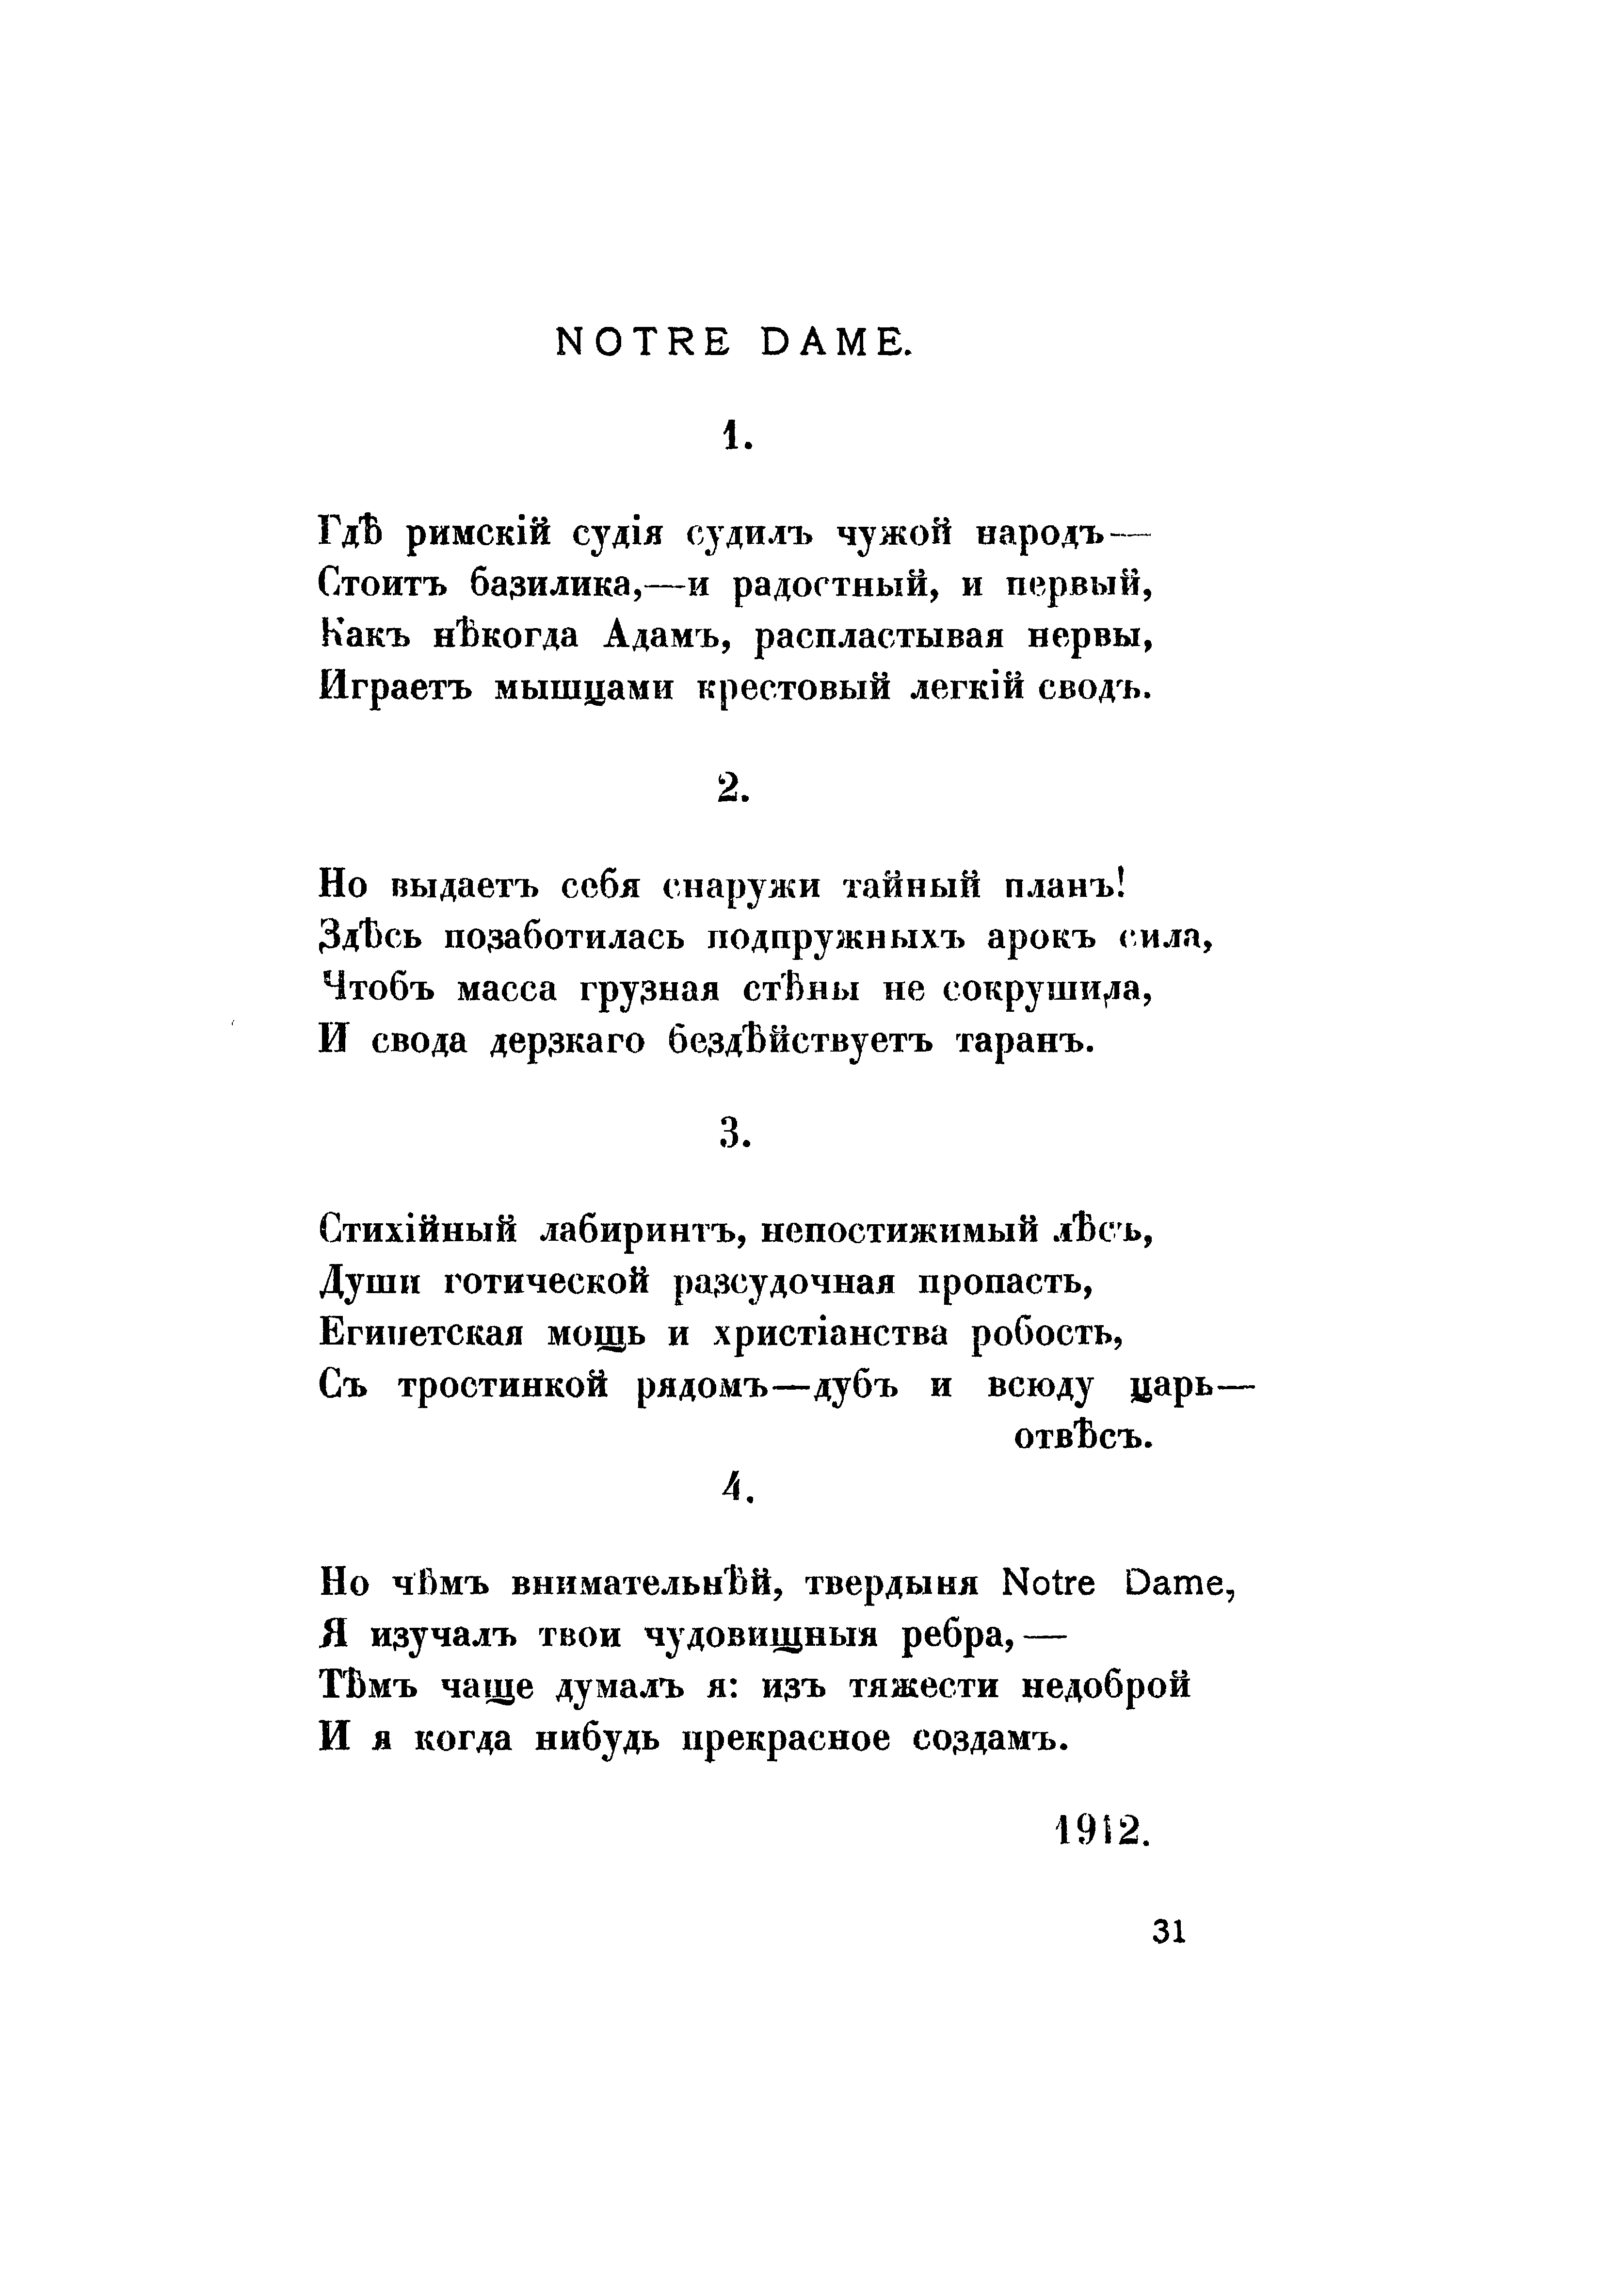 NOTRE DAME.
1.
Гдѣ римскій судія судилъ чужой народъ—
Стоитъ базилика,—и радостный, и первый,
Какъ нѣкогда Адамъ, распластывая нервы,
Играетъ мышцами крестовый легкій сводъ.
2.
Но выдаетъ себя снаружи тайный планъ!
Здѣсь позаботилась подпружныхъ арокъ сила,
Чтобъ масса грузная стѣны не сокрушила,
И свода дерзкаго бездѣйствуетъ таранъ.
3.
Стихійный лабиринтъ, непостижимый лѣсъ,
Души готической разсудочная пропасть,
Египетская мощь и христіанства робость,
Съ тростинкой рядомъ—дубъ и всюду царь—
отвѣсъ.
4.
Но чѣмъ внимательнѣй, твердыня Notre Dame,
Я изучалъ твои чудовищныя ребра,—
Тѣмъ чаще думалъ я: изъ тяжести недоброй
И я когда нибудь прекрасное создамъ.
1912.
31